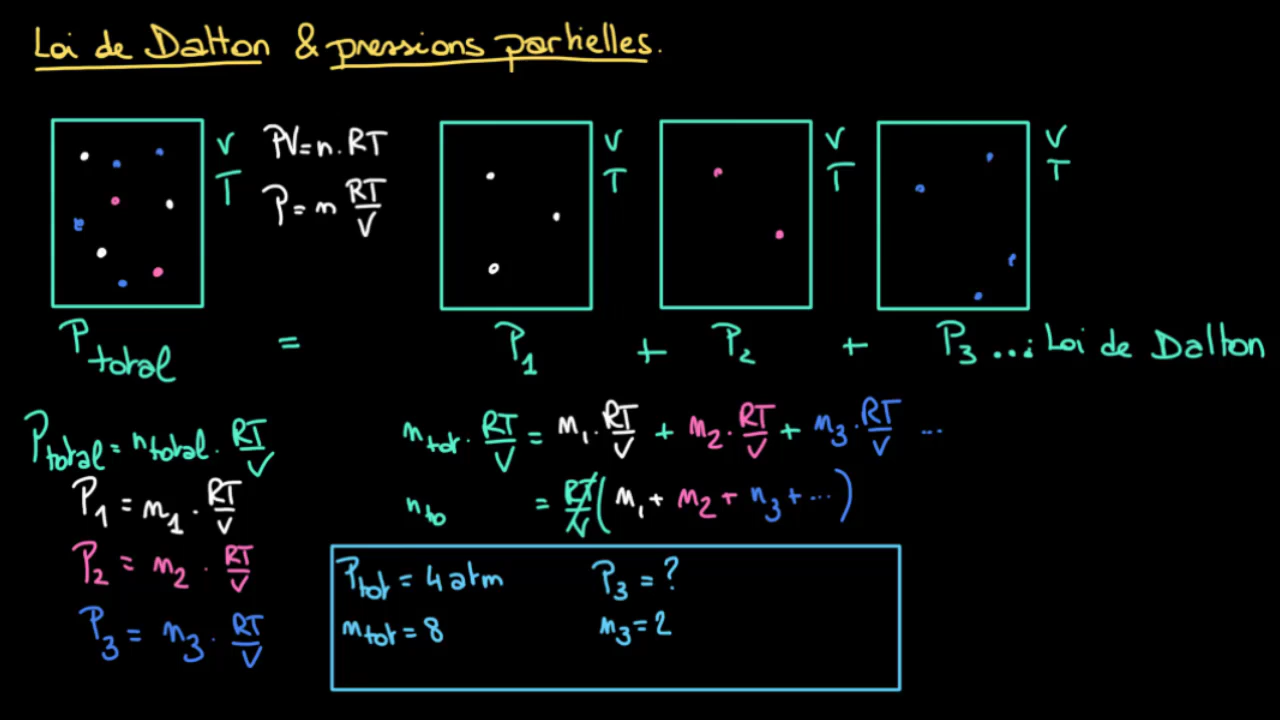 Loi de Dalton & pressions partielles.
V
T
PV = n . RT
P = n RT/V
V
T
V
T
V
T
P total = P1 + P2 + P3 ... : Loi de Dalton
P total = n total . RT/V
n tot . RT/V = n1 . RT/V + n2 . RT/V + n3 . RT/V ...
P1 = n1 . RT/V
n to = RT/V (n1 + n2 + n3 + ...)
P2 = n2 . RT/V
P3 = n3 . RT/V
P tot = 4 atm P3 = ?
n tot = 8 n3 = 2